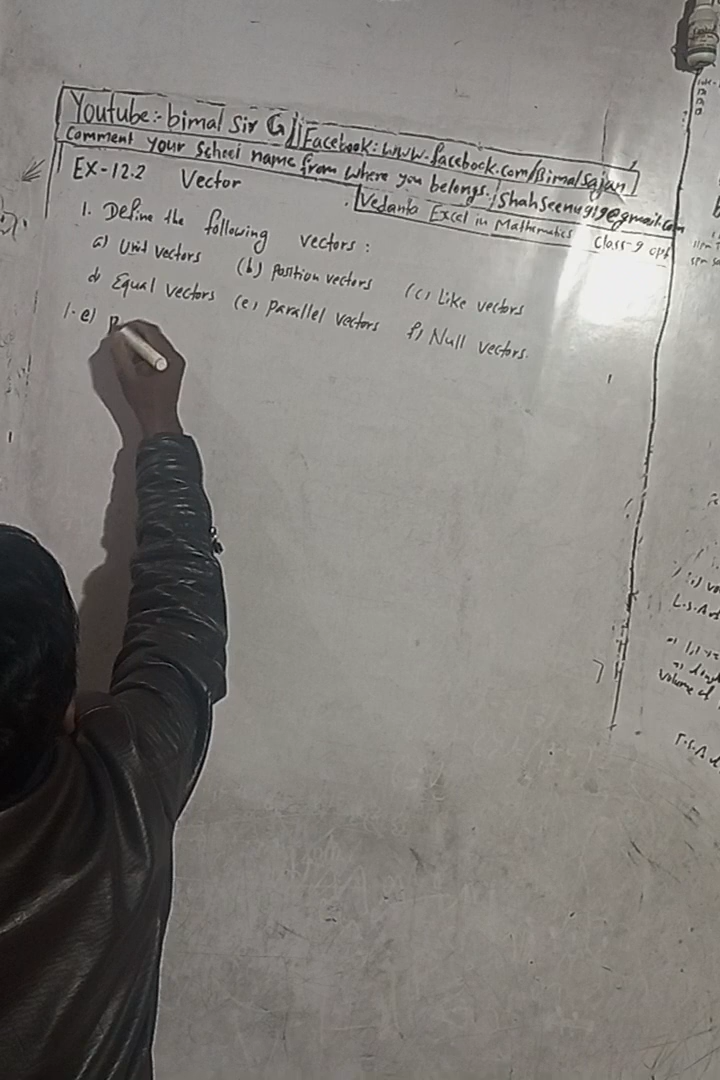 Youtube:- bimal Sir G || Facebook: www.facebook.com/Bimalsajan
Comment your School name from where you belongs. / Shahseenu919@gmail.com
EX-12.2 Vector
Vedanta Excel in Mathematics Class-9 opt
1. Define the following vectors :
a) Unit vectors (b) Position vectors (c) Like vectors
d) Equal vectors (e) Parallel vectors f) Null vectors.
1. e)
L.S.A
volume of
T.S.A